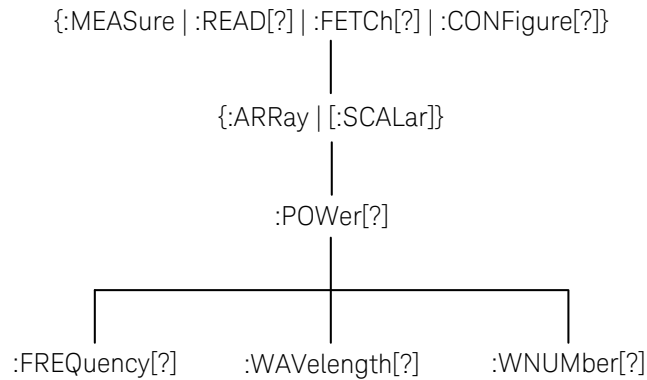 {:MEASure | :READ[?] | :FETCh[?] | :CONFigure[?]}
{:ARRay | [:SCALar]}
:POWer[?]
:FREQuency[?] :WAVelength[?] :WNUMber[?]